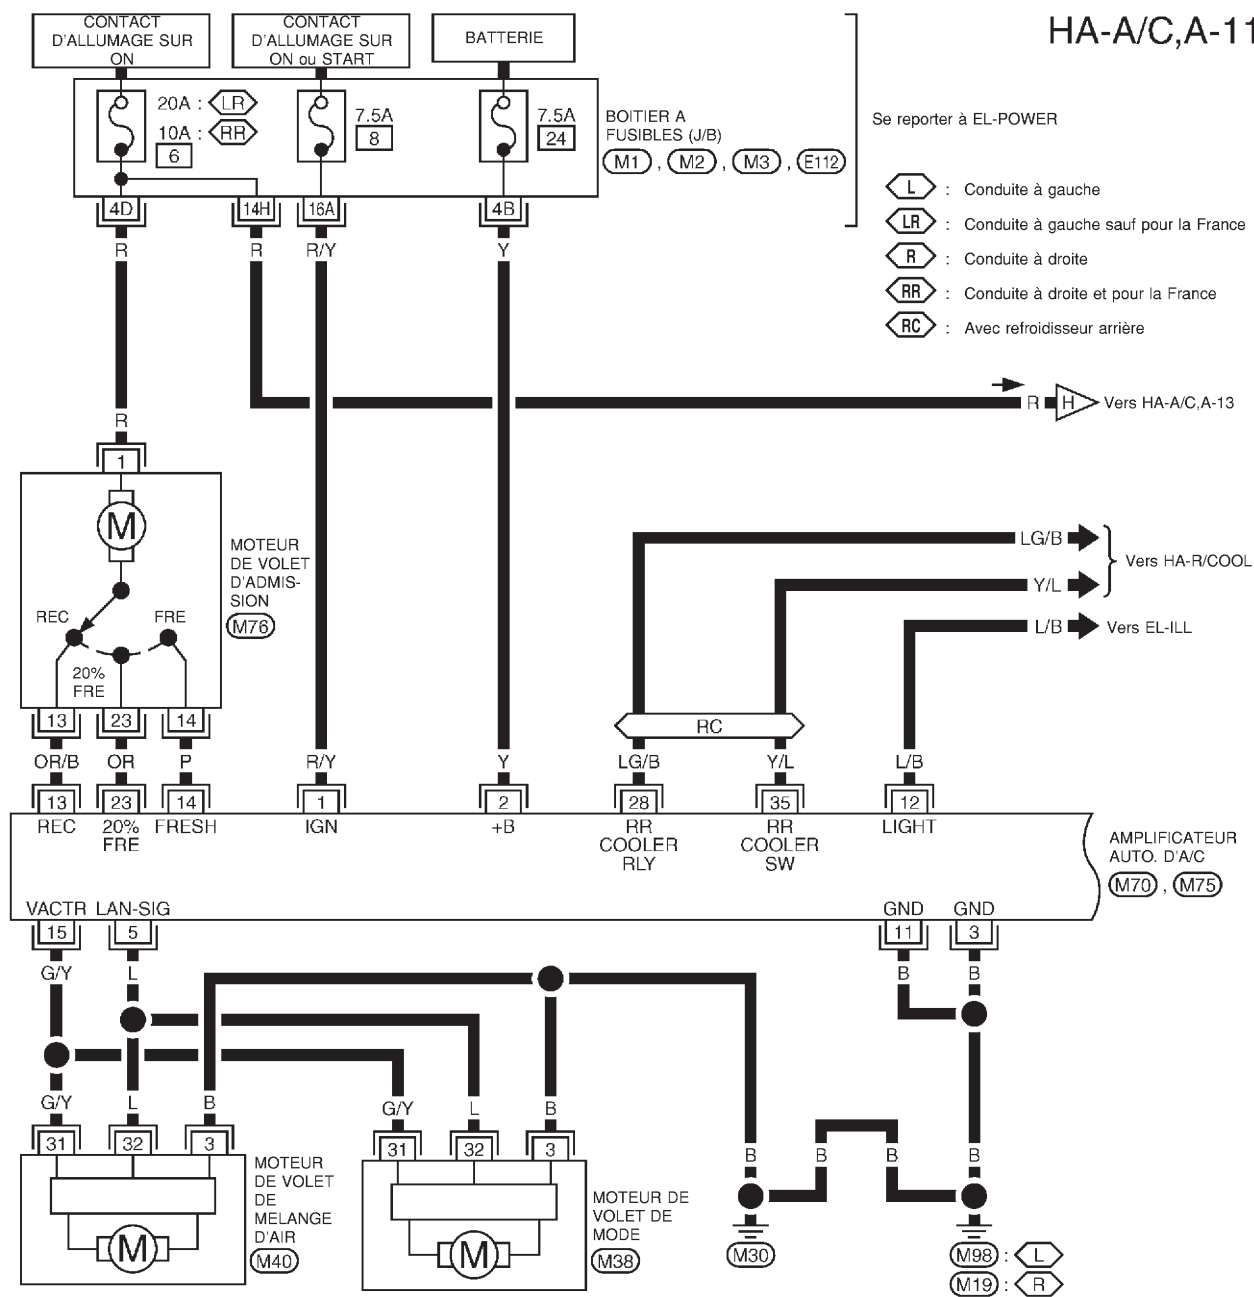 HA-A/C,A-11
CONTACT
D'ALLUMAGE SUR
ON
CONTACT
D'ALLUMAGE SUR
ON ou START
BATTERIE
20A : LR
10A : RR
6
7.5A
8
7.5A
24
BOITIER A
FUSIBLES (J/B)
M1 , M2 , M3 , E112
Se reporter à EL-POWER
L : Conduite à gauche
LR : Conduite à gauche sauf pour la France
R : Conduite à droite
RR : Conduite à droite et pour la France
RC : Avec refroidisseur arrière
4D 14H 16A 4B
R R R/Y Y
R H Vers HA-A/C,A-13
R
1
M
MOTEUR
DE VOLET
D'ADMIS-
SION
M76
REC FRE
20%
FRE
LG/B
Y/L
Vers HA-R/COOL
L/B Vers EL-ILL
RC
13 23 14
OR/B OR P R/Y Y LG/B Y/L L/B
13 23 14 1 2 28 35 12
REC 20% FRESH IGN +B RR RR LIGHT
FRE COOLER COOLER
RLY SW
AMPLIFICATEUR
AUTO. D'A/C
M70 , M75
VACTR LAN-SIG GND GND
15 5 11 3
G/Y L B B
G/Y L B
G/Y L B
31 32 3
31 32 3
B B B B
M
MOTEUR
DE VOLET
DE
MELANGE
D'AIR
M40
M
MOTEUR DE
VOLET DE
MODE
M38
M30
M98 : L
M19 : R